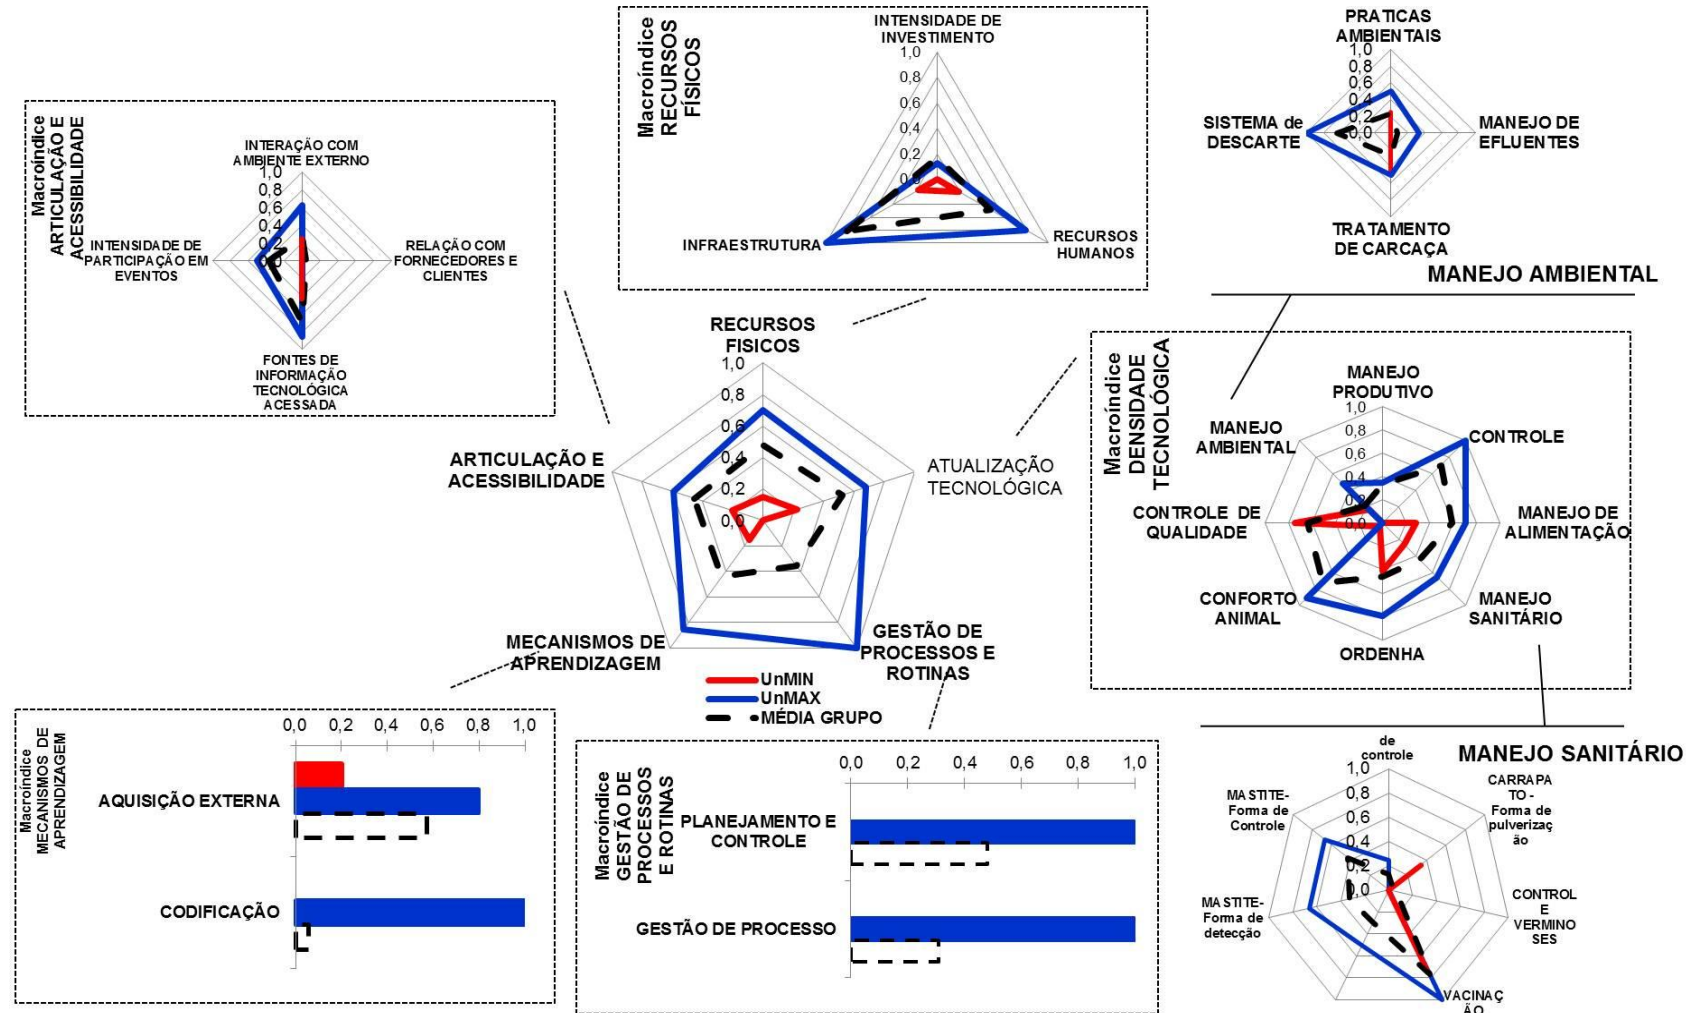 Macroíndice
ARTICULAÇÃO E
ACESSIBILIDADE
INTERAÇÃO COM
AMBIENTE EXTERNO
1,0
0,8
0,6
0,4
0,2
0,0
INTENSIDADE DE
PARTICIPAÇÃO EM
EVENTOS
RELAÇÃO COM
FORNECEDORES E
CLIENTES
FONTES DE
INFORMAÇÃO
TECNOLÓGICA
ACESSADA
Macroíndice
RECURSOS
FÍSICOS
INTENSIDADE DE
INVESTIMENTO
1,0
0,8
0,6
0,4
0,2
0,0
INFRAESTRUTURA
RECURSOS
HUMANOS
PRATICAS
AMBIENTAIS
1,0
0,8
0,6
0,4
0,2
0,0
SISTEMA de
DESCARTE
MANEJO DE
EFLUENTES
TRATAMENTO
DE CARCAÇA
MANEJO AMBIENTAL
RECURSOS
FISICOS
1,0
0,8
0,6
0,4
0,2
0,0
ARTICULAÇÃO E
ACESSIBILIDADE
ATUALIZAÇÃO
TECNOLÓGICA
MECANISMOS DE
APRENDIZAGEM
GESTÃO DE
PROCESSOS E
ROTINAS
UnMIN
UnMAX
MÉDIA GRUPO
Macroíndice
DENSIDADE
TECNOLÓGICA
MANEJO
PRODUTIVO
1,0
0,8
0,6
0,4
0,2
0,0
MANEJO
AMBIENTAL
CONTROLE
CONTROLE DE
QUALIDADE
MANEJO DE
ALIMENTAÇÃO
CONFORTO
ANIMAL
MANEJO
SANITÁRIO
ORDENHA
Macroíndice
MECANISMOS DE
APRENDIZAGEM
0,0 0,2 0,4 0,6 0,8 1,0
AQUISIÇÃO EXTERNA
CODIFICAÇÃO
Macroíndice
GESTÃO DE
PROCESSOS
E ROTINAS
0,0 0,2 0,4 0,6 0,8 1,0
PLANEJAMENTO E
CONTROLE
GESTÃO DE PROCESSO
MANEJO SANITÁRIO
de
controle
1,0
0,8
0,6
0,4
0,2
0,0
MASTITE-
Forma de
Controle
CARRAPA
TO -
Forma de
pulverizaç
ão
MASTITE-
Forma de
detecção
CONTROL
E
VERMINO
SES
VACINAÇ
ÃO